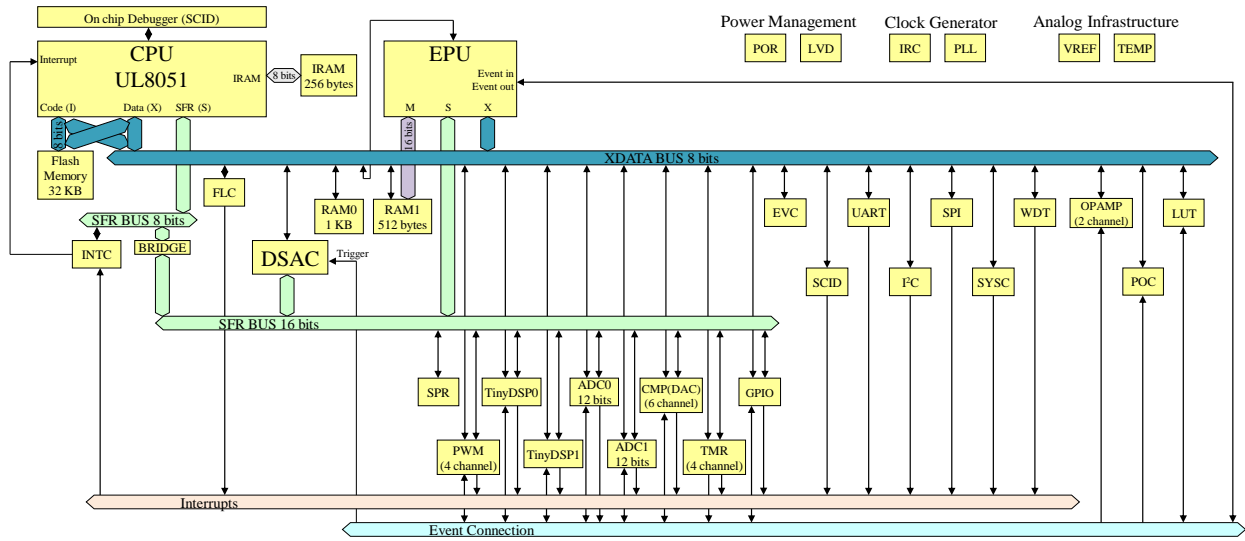 On chip Debugger (SCID)
Power Management
Clock Generator
Analog Infrastructure
POR
LVD
IRC
PLL
VREF
TEMP
CPU
UL8051
Interrupt
IRAM
Code (I)
Data (X)
SFR (S)
8 bits
IRAM
256 bytes
EPU
Event in
Event out
M
S
X
8 bits
16 bits
XDATA BUS 8 bits
Flash
Memory
32 KB
FLC
RAM0
1 KB
RAM1
512 bytes
EVC
UART
SPI
WDT
OPAMP
(2 channel)
LUT
SFR BUS 8 bits
INTC
BRIDGE
DSAC
Trigger
SCID
I²C
SYSC
POC
SFR BUS 16 bits
SPR
TinyDSP0
ADC0
12 bits
CMP(DAC)
(6 channel)
GPIO
PWM
(4 channel)
TinyDSP1
ADC1
12 bits
TMR
(4 channel)
Interrupts
Event Connection